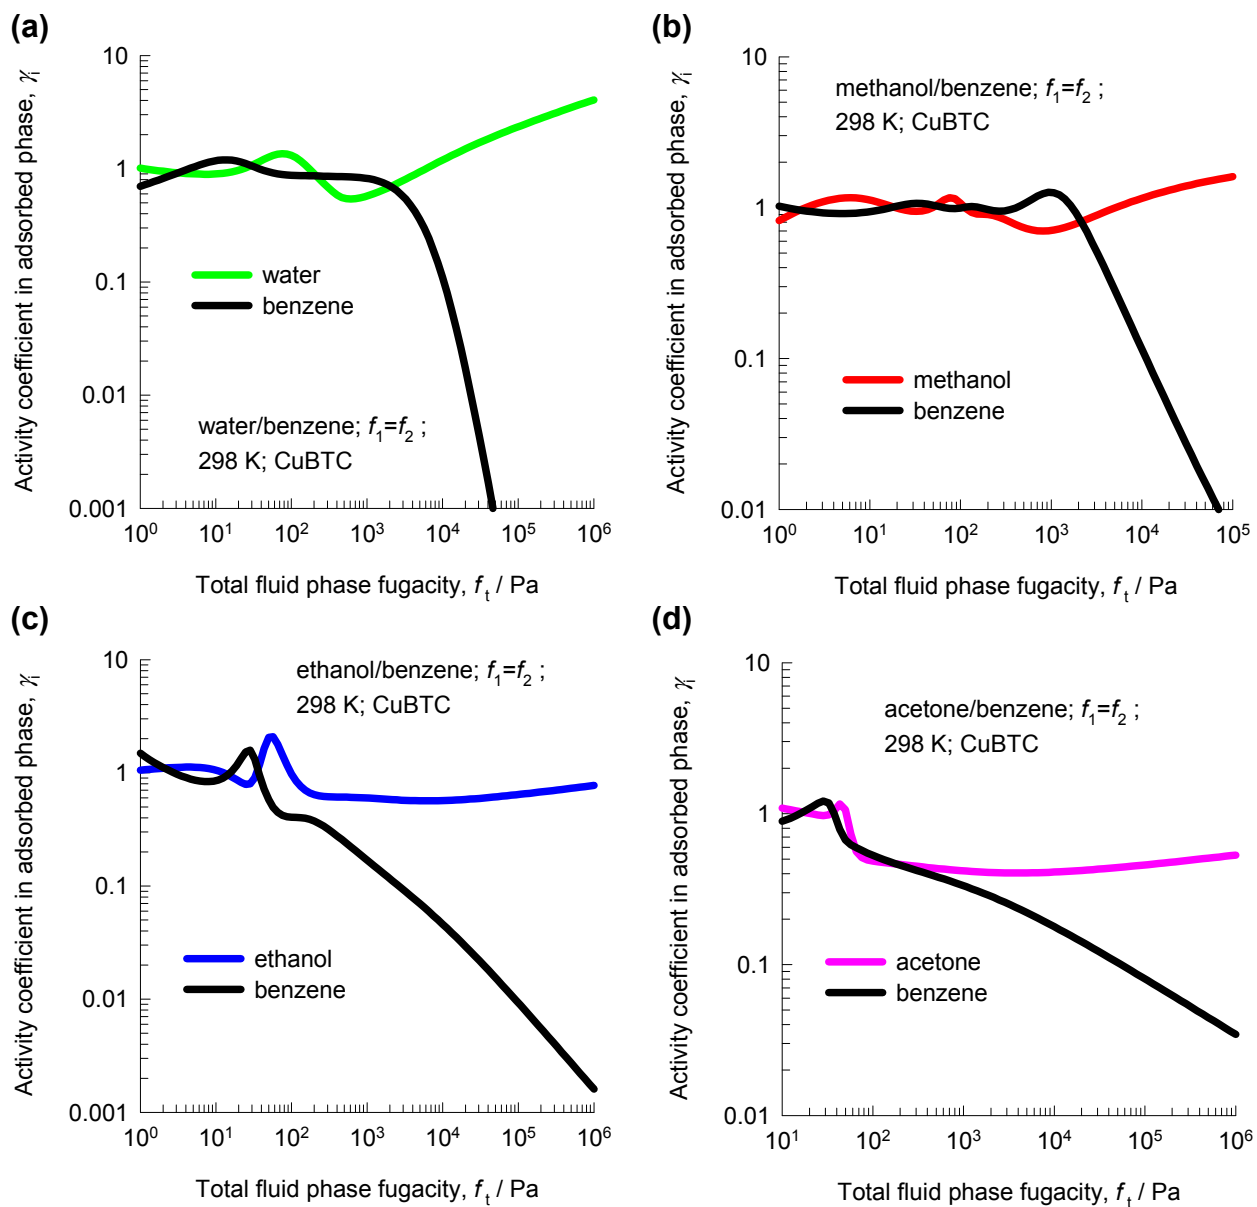 (a)
Activity coefficient in adsorbed phase, γi
10
1
0.1
0.01
0.001
water
benzene
water/benzene; f1=f2 ;
298 K; CuBTC
10^0 10^1 10^2 10^3 10^4 10^5 10^6
Total fluid phase fugacity, ft / Pa
(b)
Activity coefficient in adsorbed phase, γi
10
1
0.1
0.01
methanol/benzene; f1=f2 ;
298 K; CuBTC
methanol
benzene
10^0 10^1 10^2 10^3 10^4 10^5
Total fluid phase fugacity, ft / Pa
(c)
Activity coefficient in adsorbed phase, γi
10
1
0.1
0.01
0.001
ethanol/benzene; f1=f2 ;
298 K; CuBTC
ethanol
benzene
10^0 10^1 10^2 10^3 10^4 10^5 10^6
Total fluid phase fugacity, ft / Pa
(d)
Activity coefficient in adsorbed phase, γi
10
1
0.1
0.01
acetone/benzene; f1=f2 ;
298 K; CuBTC
acetone
benzene
10^1 10^2 10^3 10^4 10^5 10^6
Total fluid phase fugacity, ft / Pa